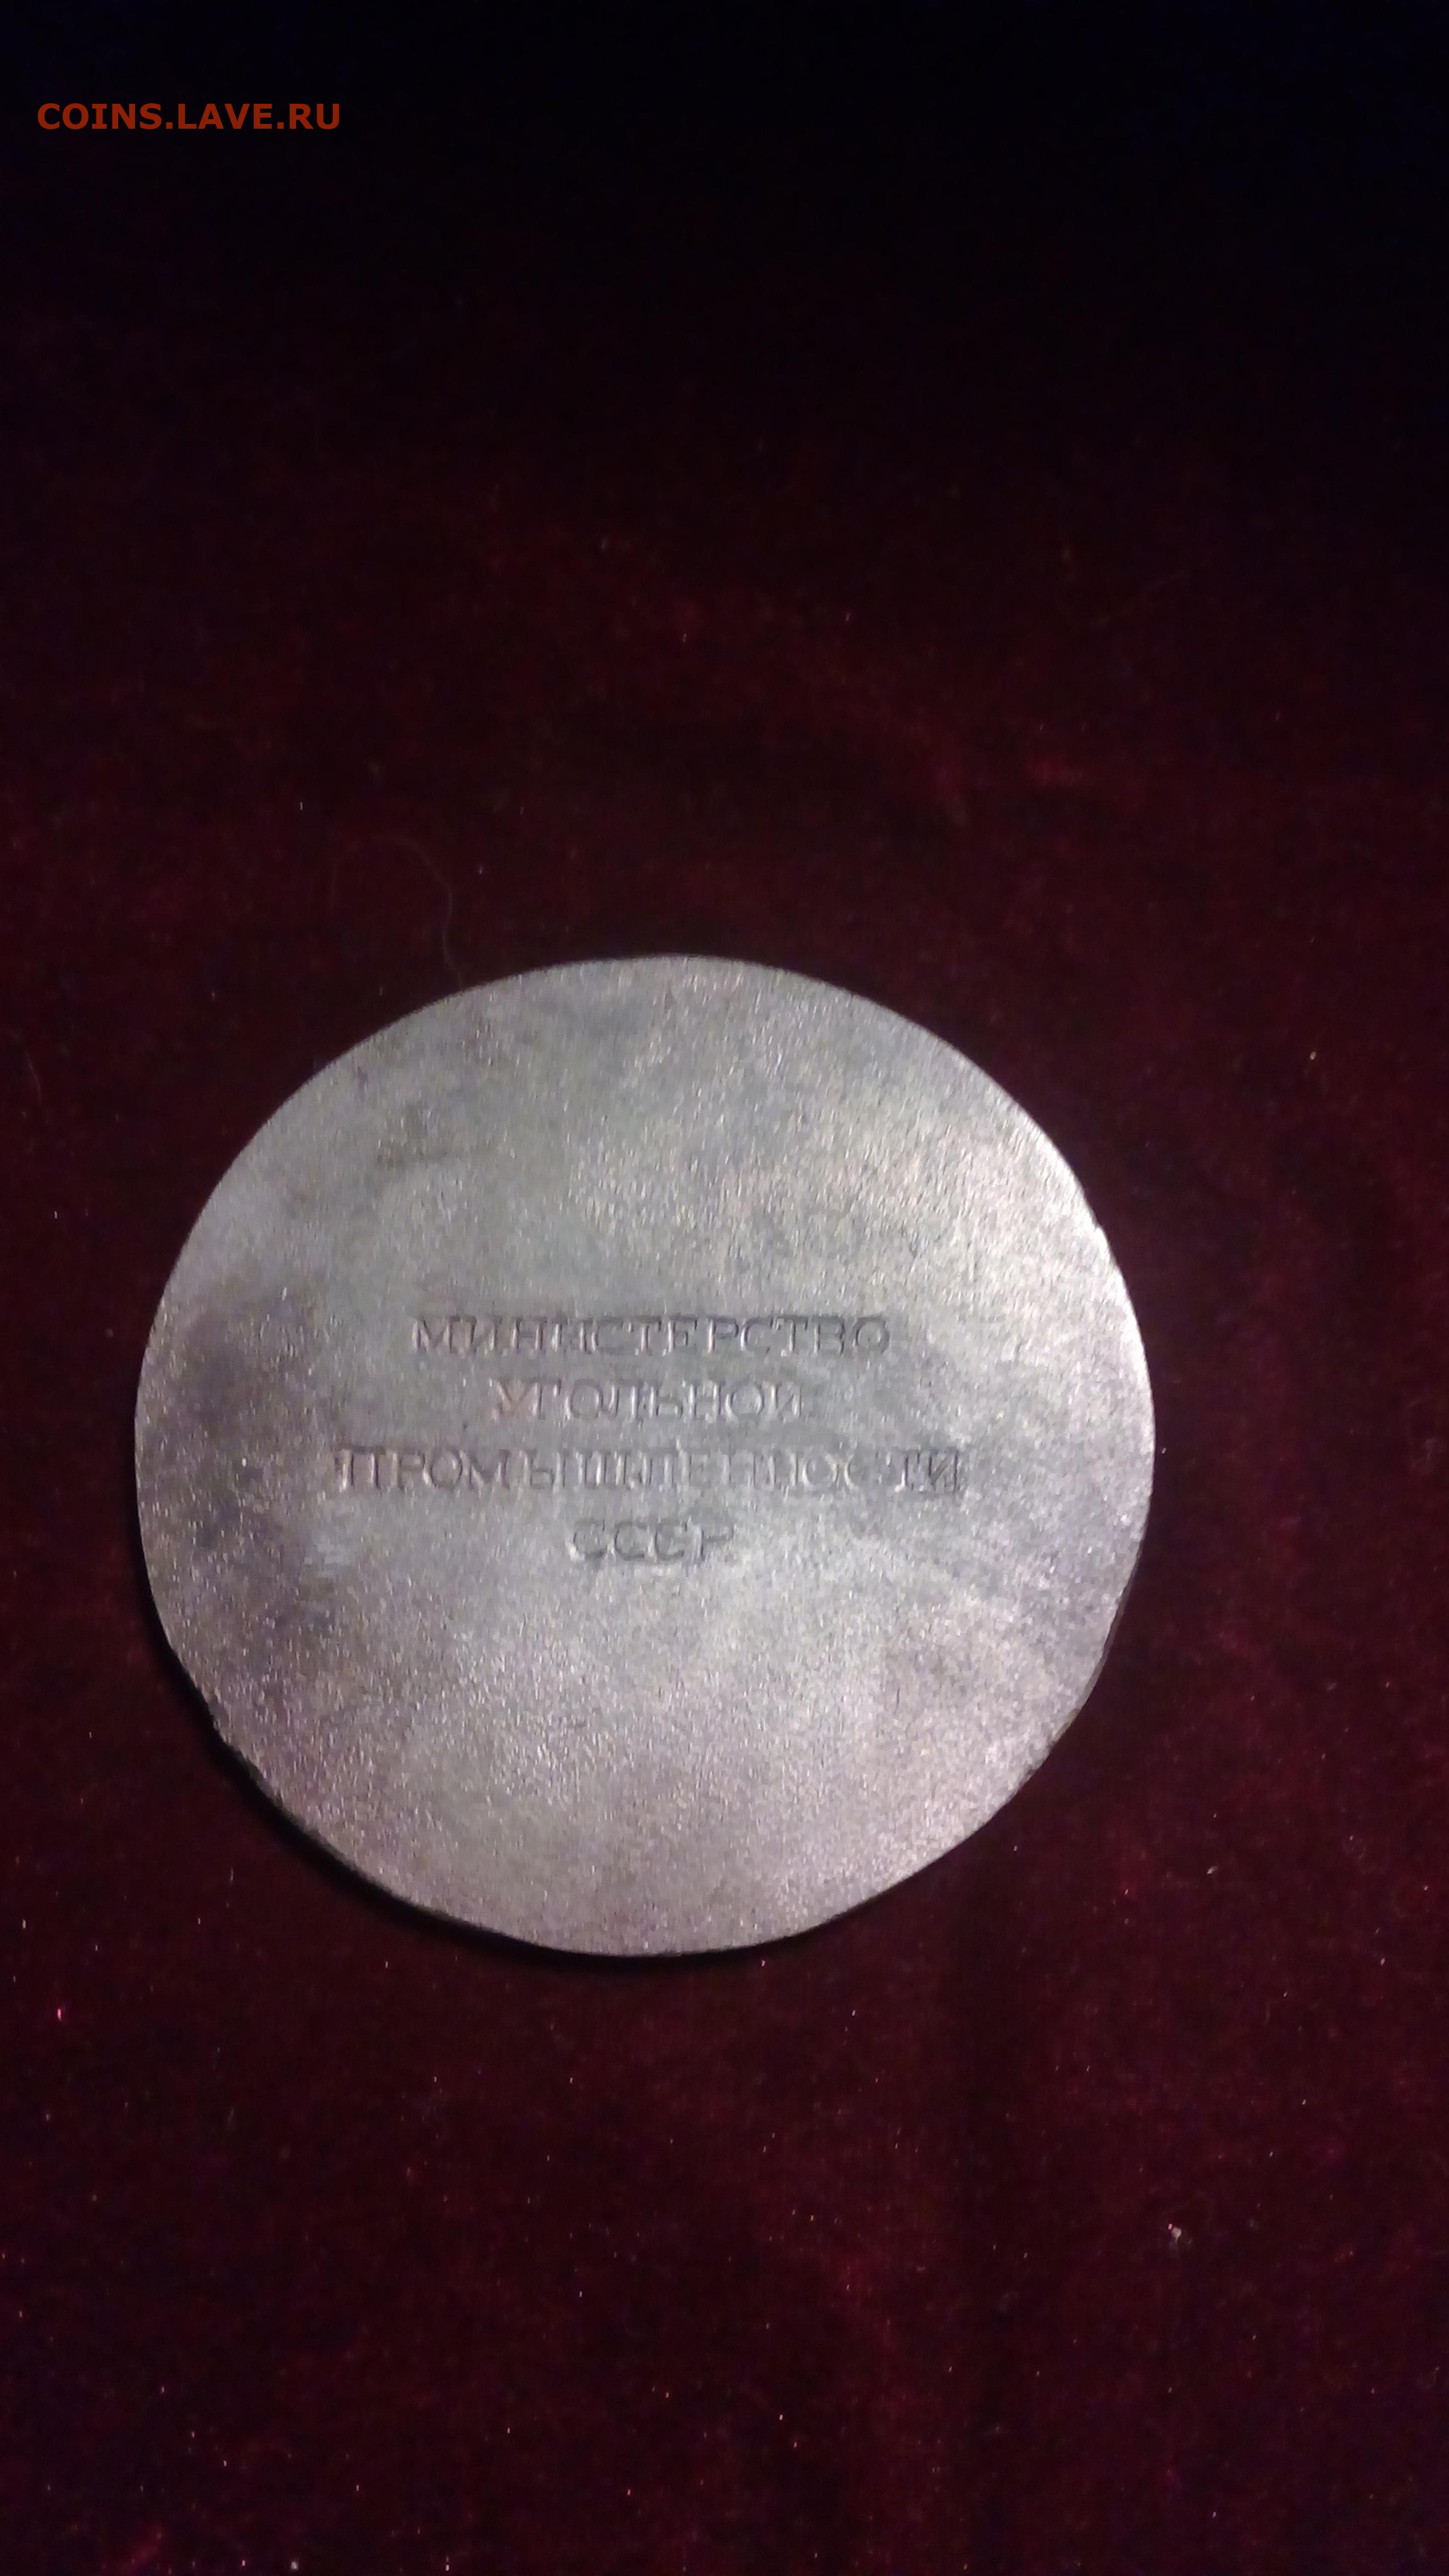 COINS.LAVE.RU
МИНИСТЕРСТВО
УГОЛЬНОЙ
ПРОМЫШЛЕННОСТИ
СССР